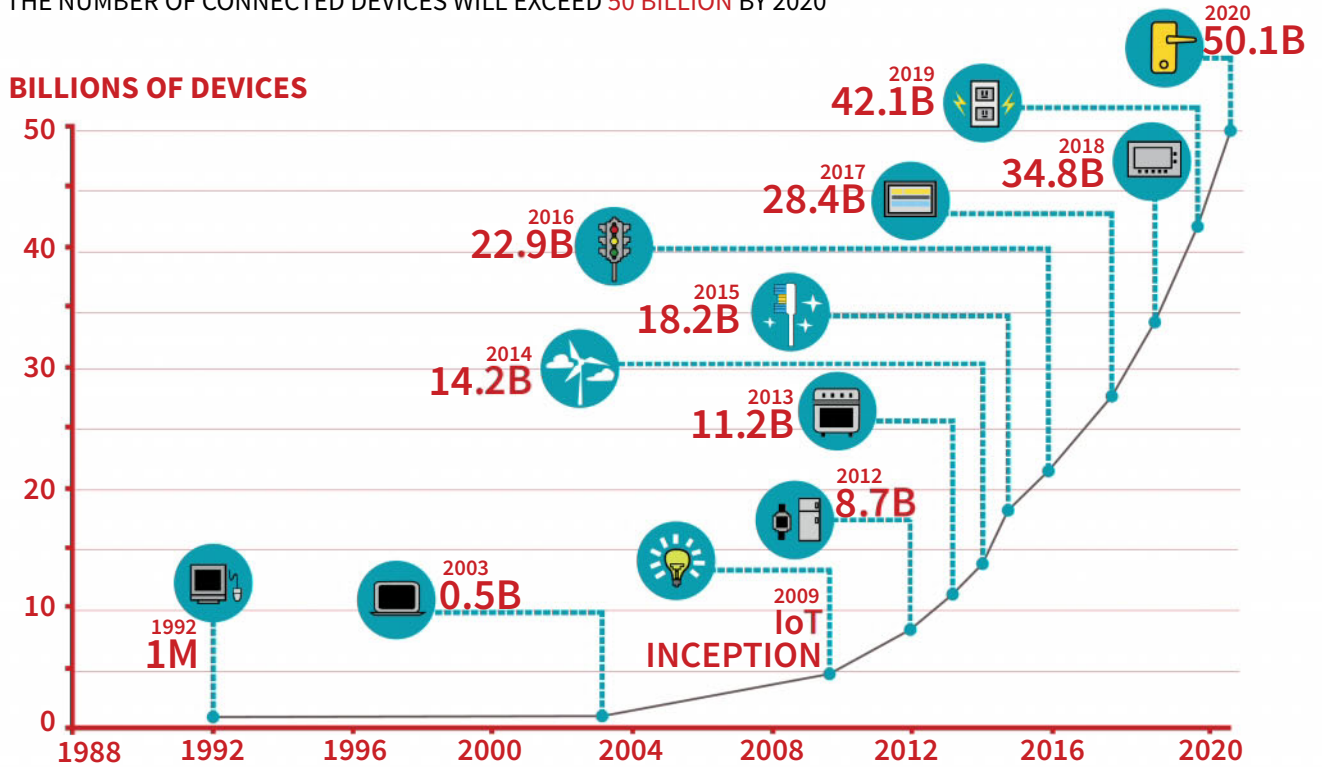 THE NUMBER OF CONNECTED DEVICES WILL EXCEED 50 BILLION BY 2020
BILLIONS OF DEVICES
2020
50.1B
2019
42.1B
2018
34.8B
2017
28.4B
2016
22.9B
2015
18.2B
2014
14.2B
2013
11.2B
2012
8.7B
2009
IoT
INCEPTION
2003
0.5B
1992
1M
50
40
30
20
10
0
1988 1992 1996 2000 2004 2008 2012 2016 2020